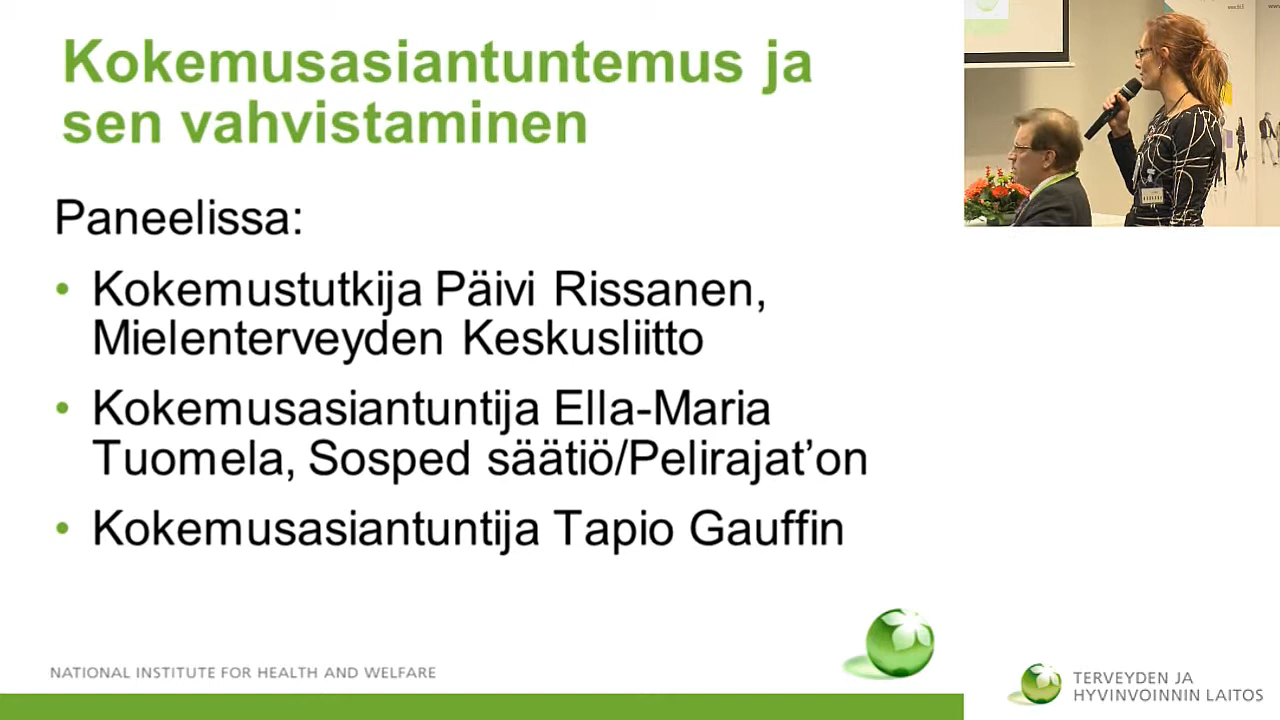 Kokemusasiantuntemus ja
sen vahvistaminen
Paneelissa:
• Kokemustutkija Päivi Rissanen,
Mielenterveyden Keskusliitto
• Kokemusasiantuntija Ella-Maria
Tuomela, Sosped säätiö/Pelirajat’on
• Kokemusasiantuntija Tapio Gauffin
NATIONAL INSTITUTE FOR HEALTH AND WELFARE
TERVEYDEN JA
HYVINVOINNIN LAITOS